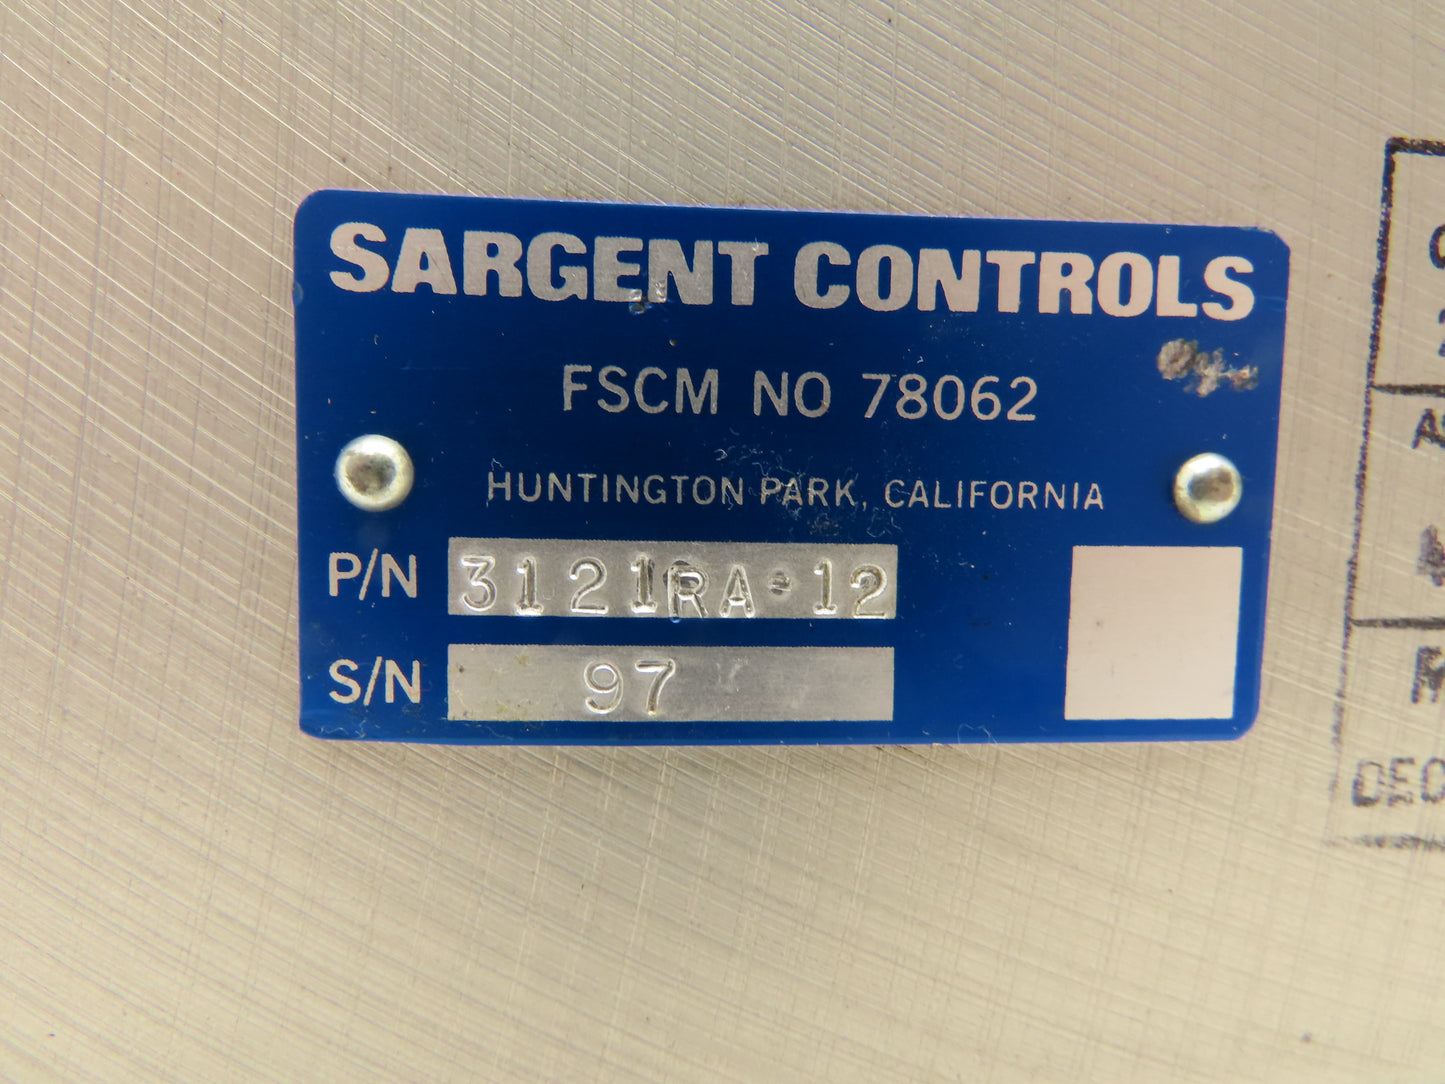 SARGENT CONTROLS
FSCM NO 78062
HUNTINGTON PARK, CALIFORNIA
P/N 3121RA-12
S/N 97